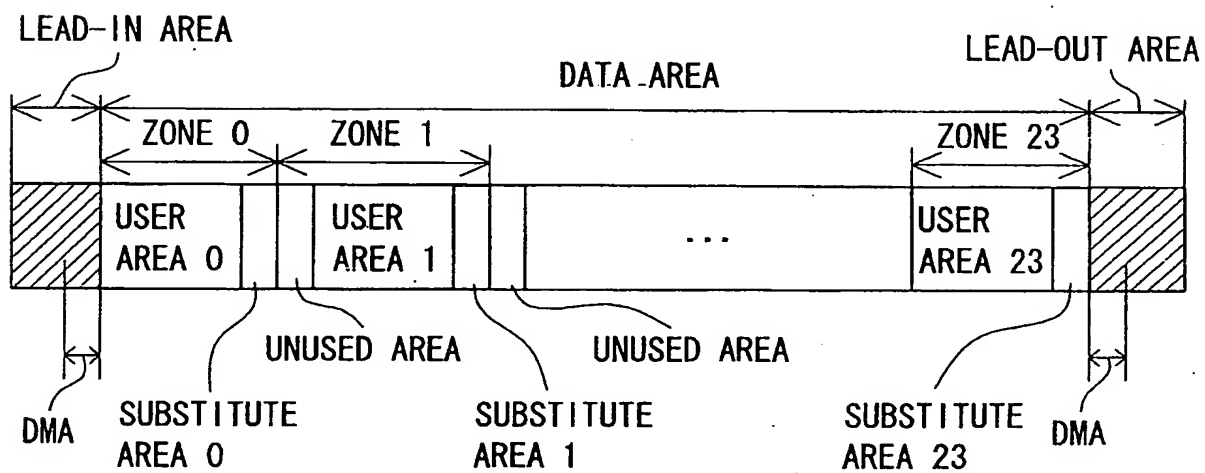 LEAD-IN AREA
LEAD-OUT AREA
DATA AREA
ZONE 0
ZONE 1
ZONE 23
USER
AREA 0
USER
AREA 1
...
USER
AREA 23
UNUSED AREA
UNUSED AREA
DMA
SUBSTITUTE
AREA 0
SUBSTITUTE
AREA 1
SUBSTITUTE
AREA 23
DMA